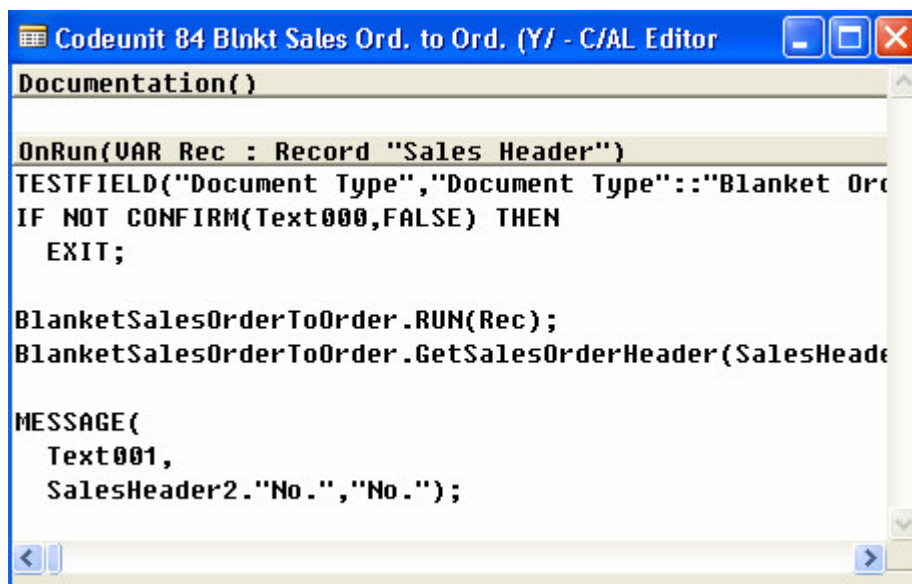 Codeunit 84 Blnkt Sales Ord. to Ord. (Y/ - C/AL Editor
Documentation()
OnRun(VAR Rec : Record "Sales Header")
TESTFIELD("Document Type","Document Type"::"Blanket Ord
IF NOT CONFIRM(Text000,FALSE) THEN
EXIT;
BlanketSalesOrderToOrder.RUN(Rec);
BlanketSalesOrderToOrder.GetSalesOrderHeader(SalesHeade
MESSAGE(
Text001,
SalesHeader2."No.","No.");